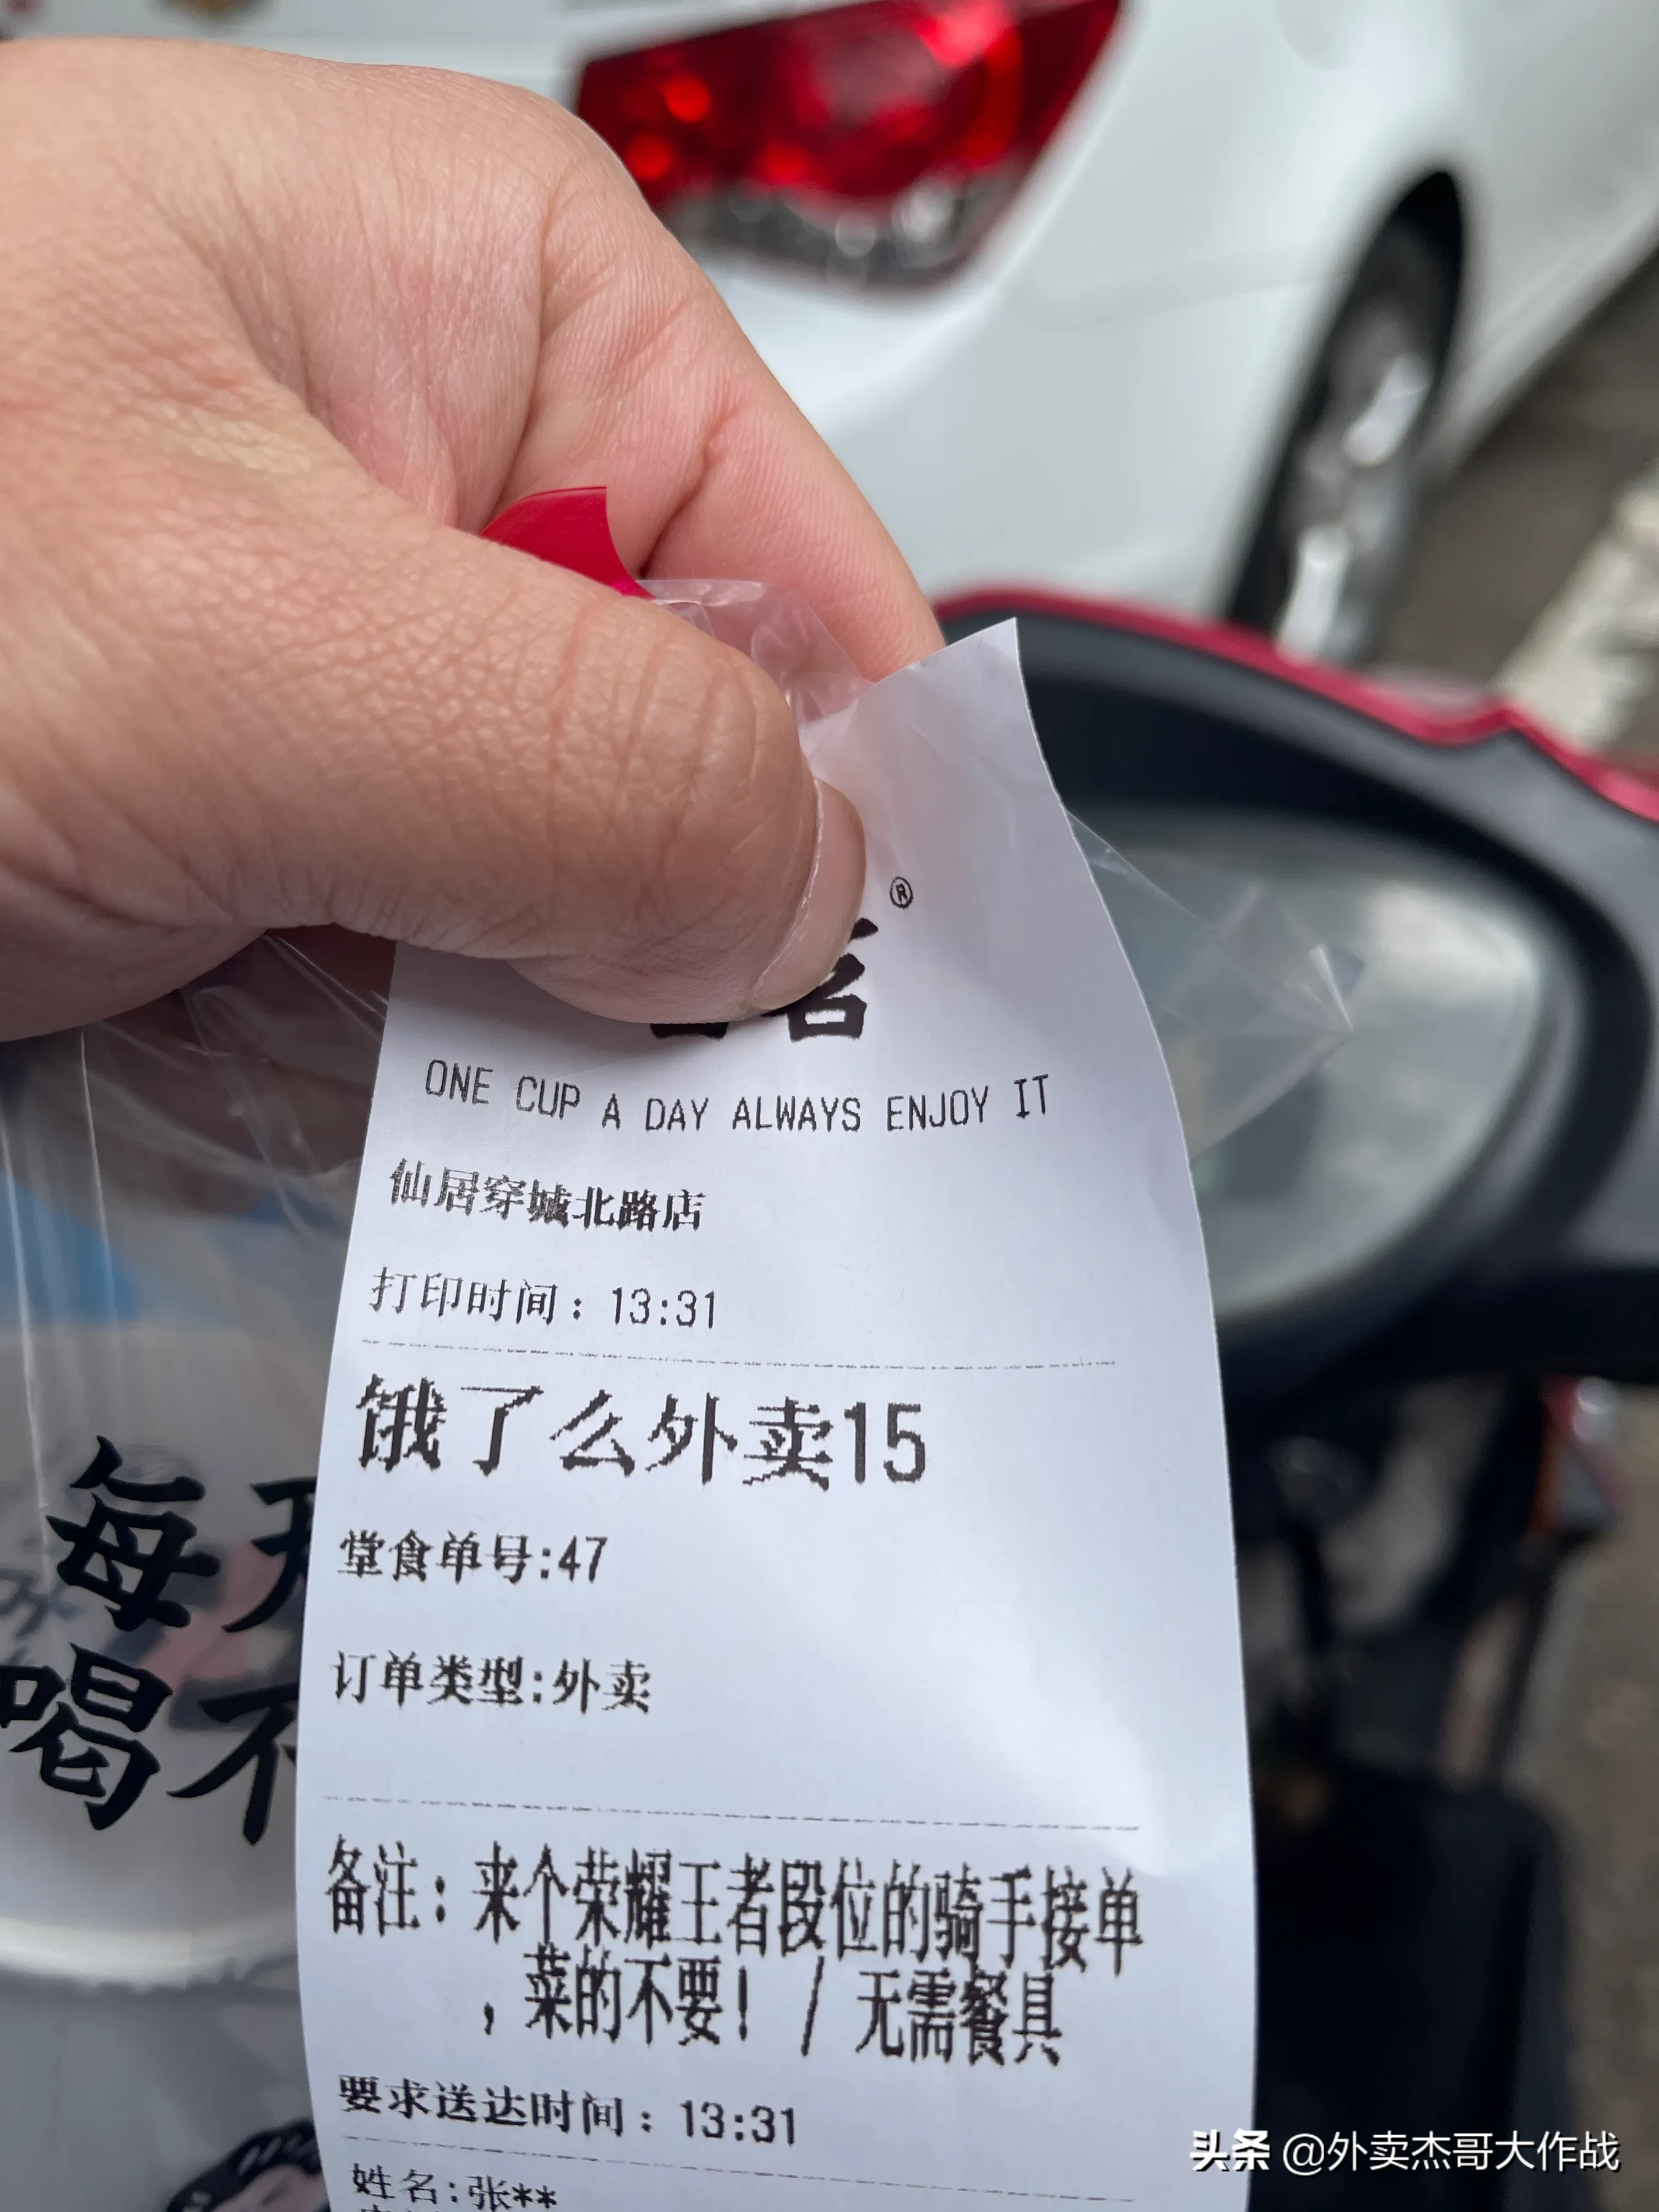 ®
茗
ONE CUP A DAY ALWAYS ENJOY IT
仙居穿城北路店
打印时间：13:31
饿了么外卖15
堂食单号:47
订单类型:外卖
备注：来个荣耀王者段位的骑手接单
，菜的不要！/ 无需餐具
要求送达时间：13:31
姓名:张**
每天
喝不
头条 @外卖杰哥大作战